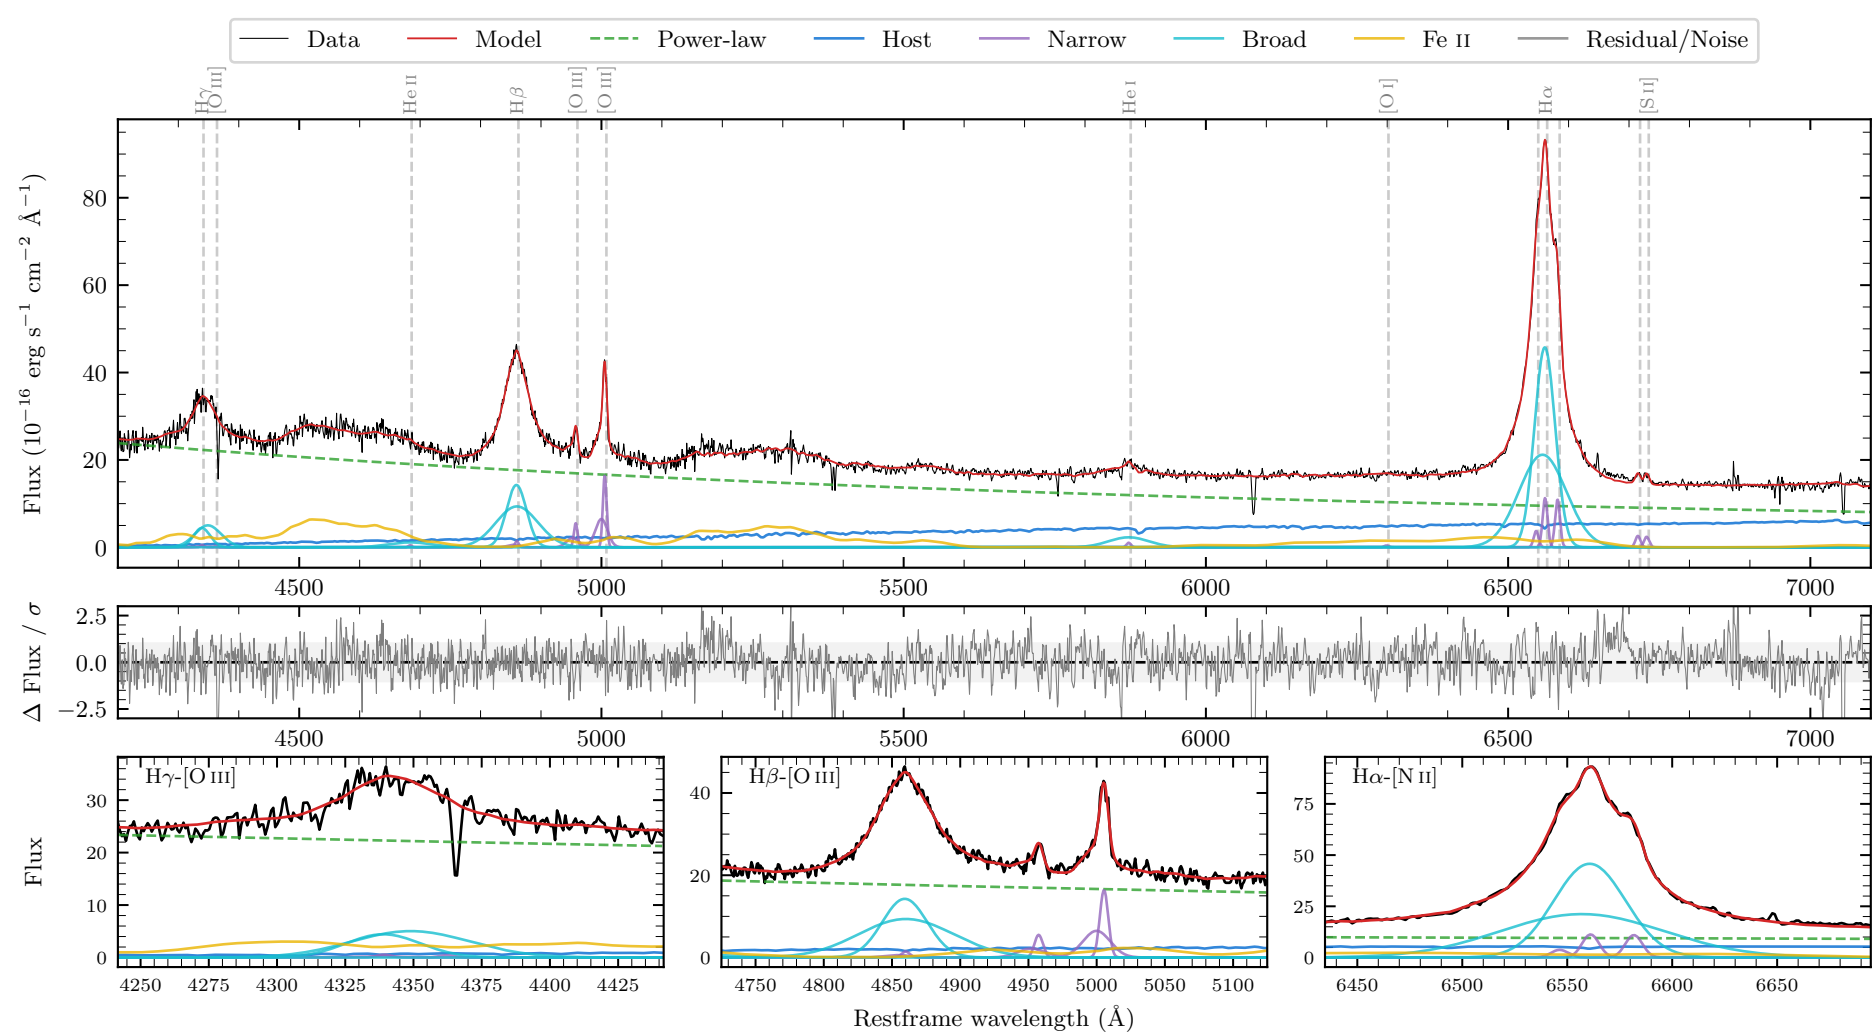 Data Model Power-law Host Narrow Broad Fe II Residual/Noise
Hγ [O III] He II Hβ [O III] [O III] He I [O I] Hα [S II]
Flux (10⁻¹⁶ erg s⁻¹ cm⁻² Å⁻¹)
80
60
40
20
0
4500 5000 5500 6000 6500 7000
Δ Flux / σ
2.5
0.0
−2.5
4500 5000 5500 6000 6500 7000
Flux
Hγ-[O III]
30
20
10
0
4250 4275 4300 4325 4350 4375 4400 4425
Hβ-[O III]
40
20
0
4750 4800 4850 4900 4950 5000 5050 5100
Hα-[N II]
75
50
25
0
6450 6500 6550 6600 6650
Restframe wavelength (Å)